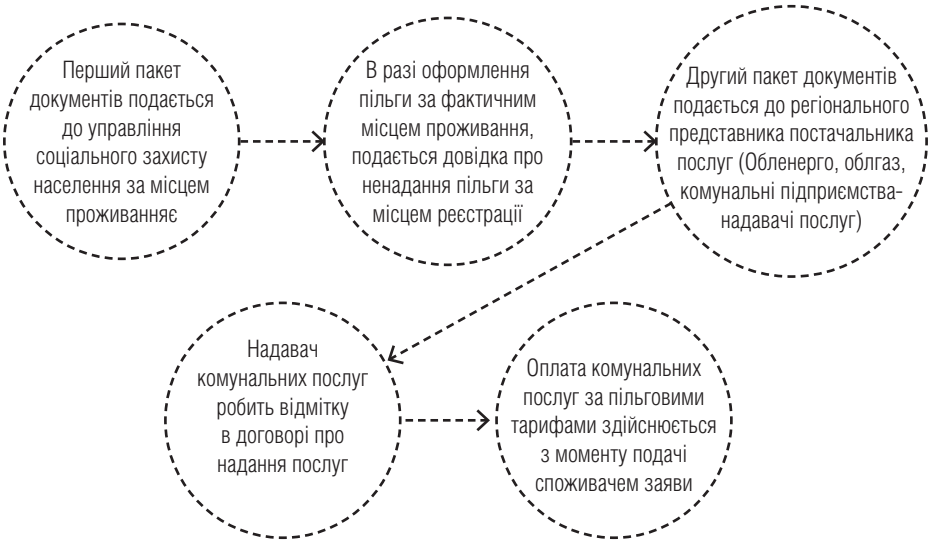 Перший пакет
документів подається
до управління
соціального захисту
населення за місцем
проживанняє
В разі оформлення
пільги за фактичним
місцем проживання,
подається довідка про
ненадання пільги за
місцем реєстрації
Другий пакет документів
подається до регіонального
представника постачальника
послуг (Обленерго, облгаз,
комунальні підприємства-
надавачі послуг)
Надавач
комунальних послуг
робить відмітку
в договорі про
надання послуг
Оплата комунальних
послуг за пільговими
тарифами здійснюється
з моменту подачі
споживачем заяви